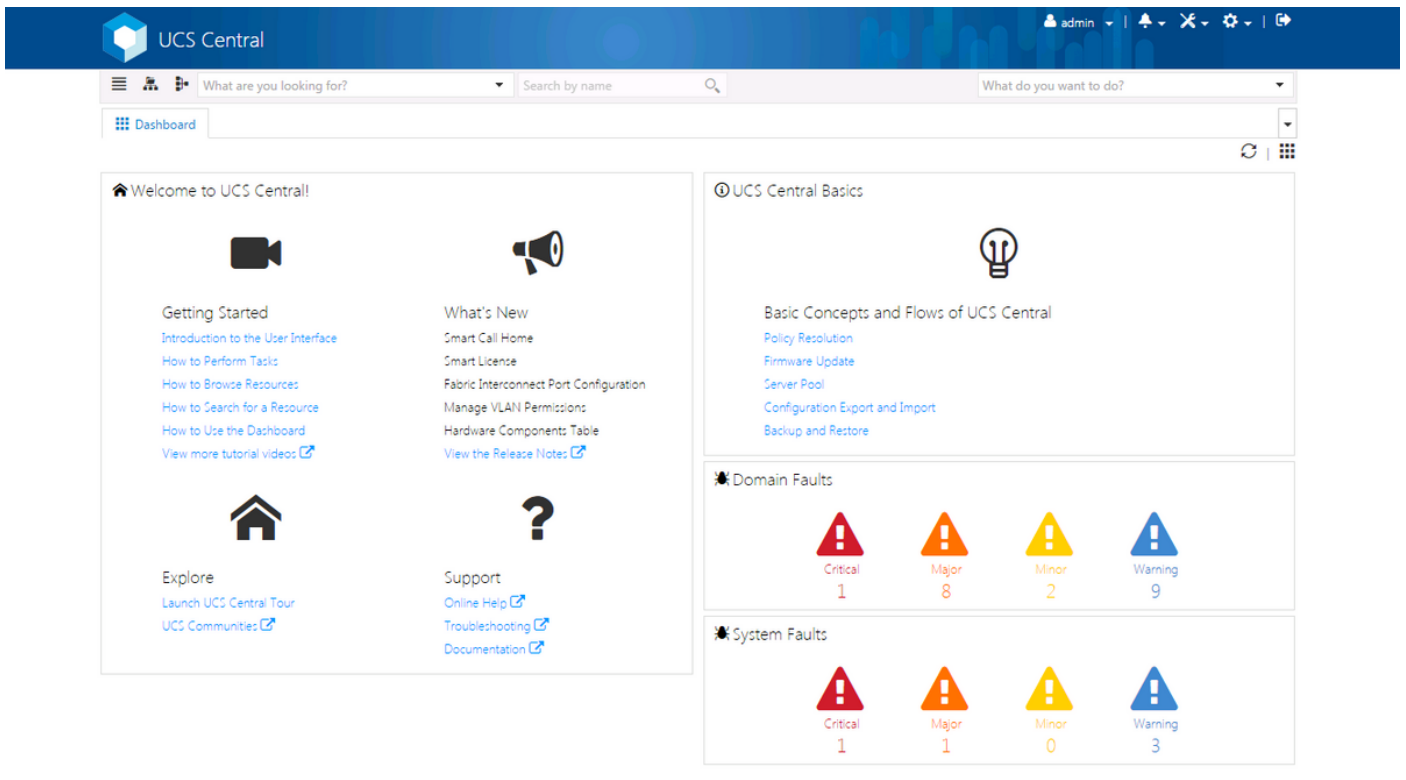 UCS Central
admin
What are you looking for?
Search by name
What do you want to do?
Dashboard
Welcome to UCS Central!
Getting Started
Introduction to the User Interface
How to Perform Tasks
How to Browse Resources
How to Search for a Resource
How to Use the Dashboard
View more tutorial videos
What's New
Smart Call Home
Smart License
Fabric Interconnect Port Configuration
Manage VLAN Permissions
Hardware Components Table
View the Release Notes
Explore
Launch UCS Central Tour
UCS Communities
Support
Online Help
Troubleshooting
Documentation
UCS Central Basics
Basic Concepts and Flows of UCS Central
Policy Resolution
Firmware Update
Server Pool
Configuration Export and Import
Backup and Restore
Domain Faults
Critical Major Minor Warning
1 8 2 9
System Faults
Critical Major Minor Warning
1 1 0 3